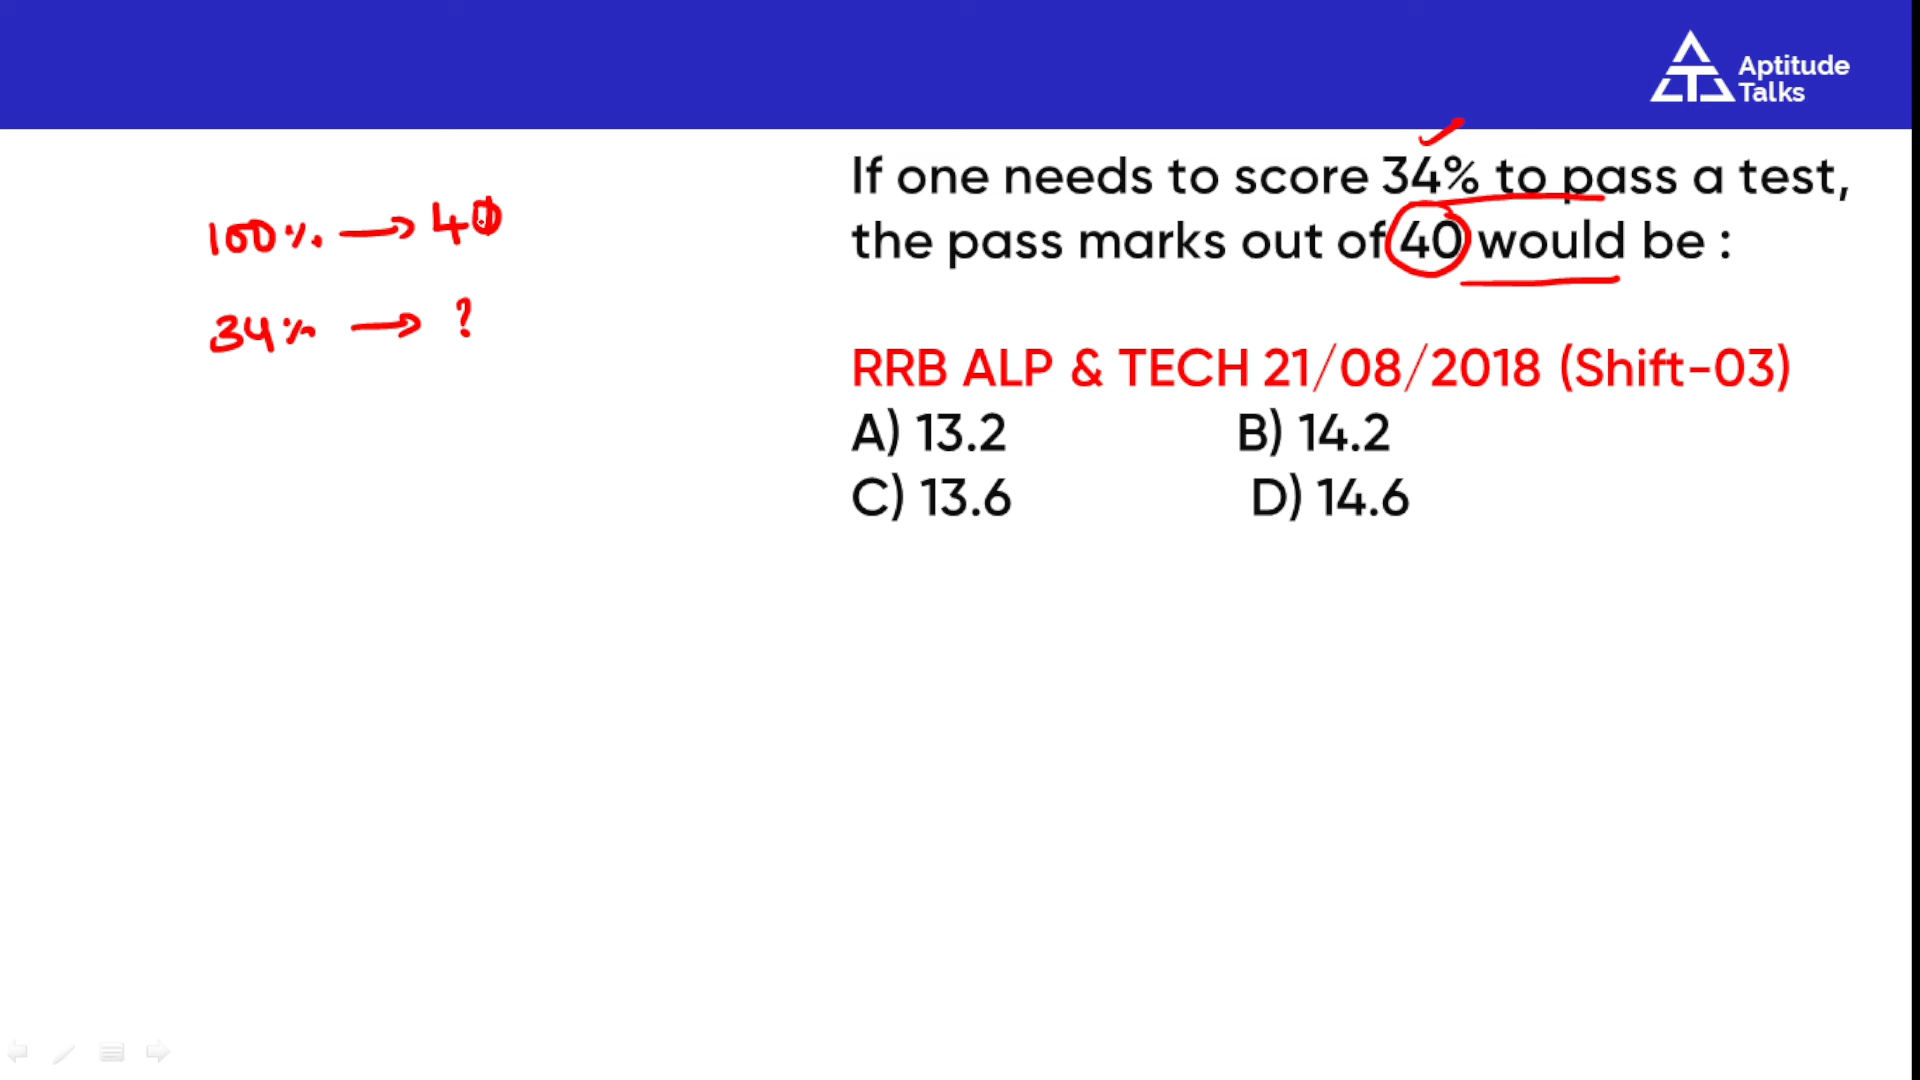 Aptitude
Talks
If one needs to score 34% to pass a test,
the pass marks out of 40 would be :
100% → 40
34% → ?
RRB ALP & TECH 21/08/2018 (Shift-03)
A) 13.2 B) 14.2
C) 13.6 D) 14.6